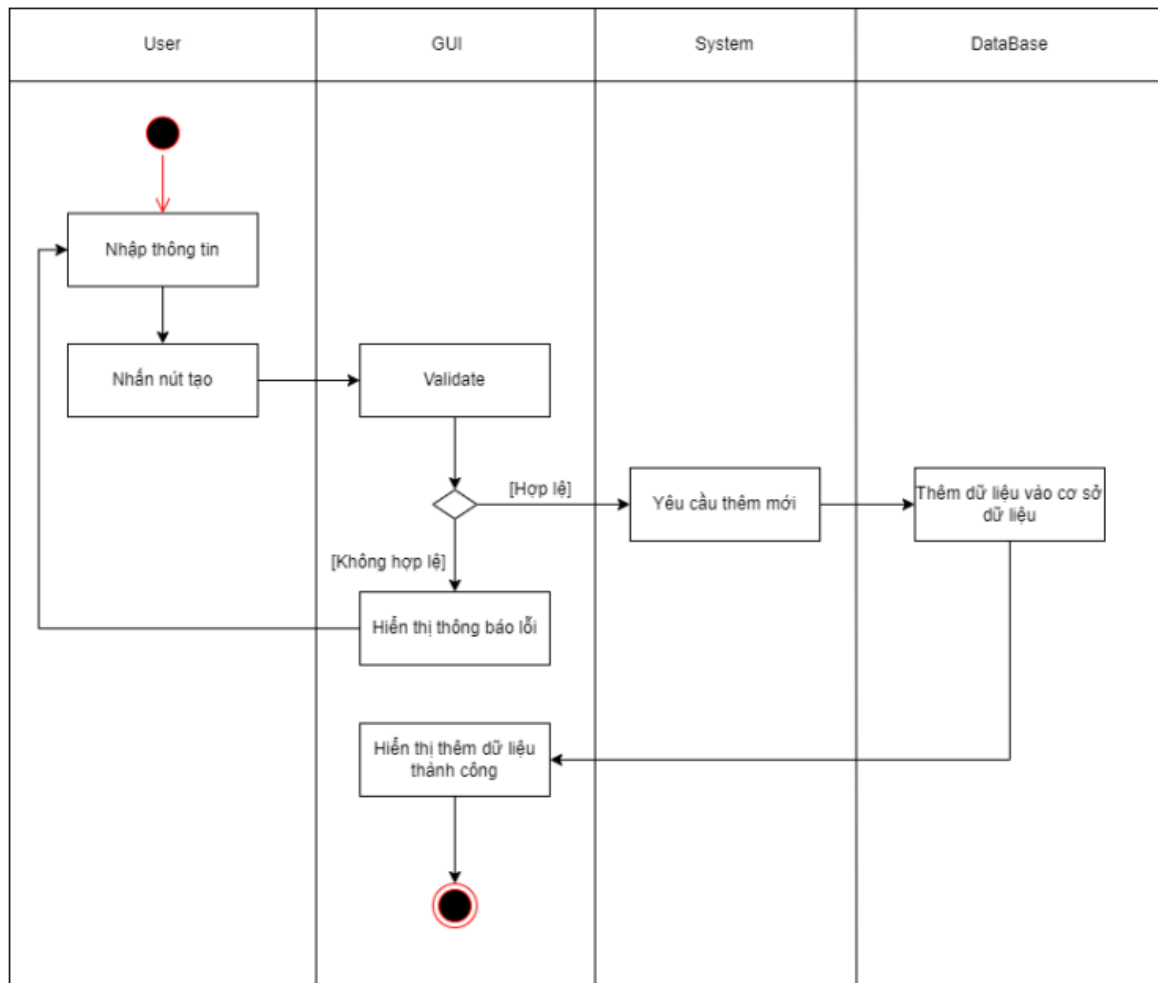 User
GUI
System
DataBase
Nhập thông tin
Nhấn nút tạo
Validate
[Hợp lệ]
Yêu cầu thêm mới
Thêm dữ liệu vào cơ sở
dữ liệu
[Không hợp lệ]
Hiển thị thông báo lỗi
Hiển thị thêm dữ liệu
thành công